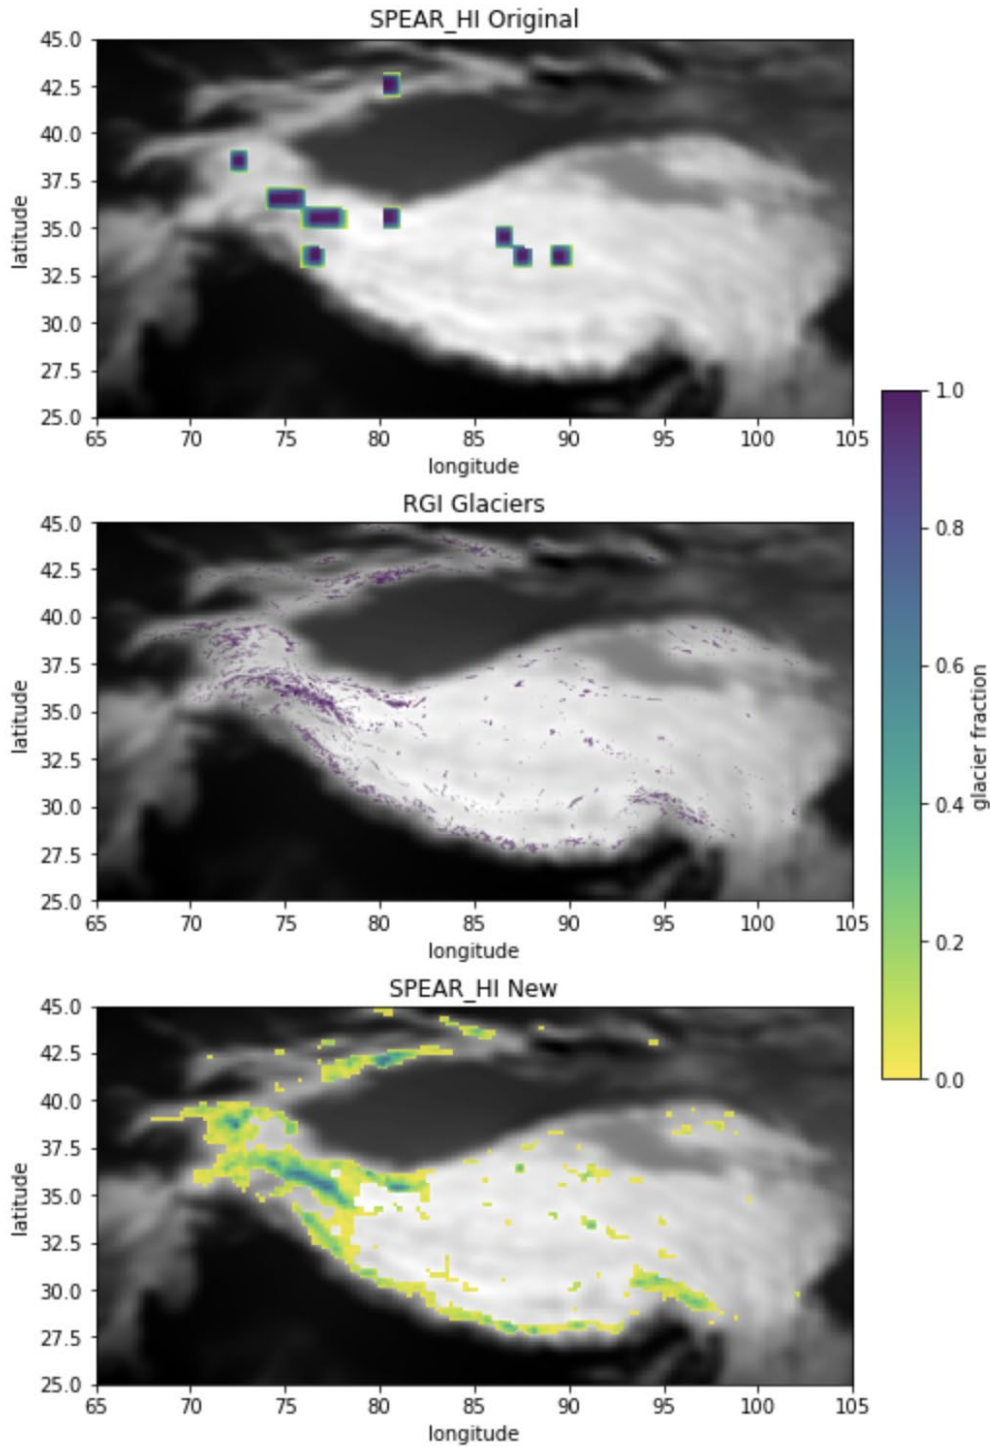 SPEAR_HI Original
45.0
42.5
40.0
37.5
35.0
32.5
30.0
27.5
25.0
latitude
65 70 75 80 85 90 95 100 105
longitude
RGI Glaciers
45.0
42.5
40.0
37.5
35.0
32.5
30.0
27.5
25.0
latitude
65 70 75 80 85 90 95 100 105
longitude
SPEAR_HI New
45.0
42.5
40.0
37.5
35.0
32.5
30.0
27.5
25.0
latitude
65 70 75 80 85 90 95 100 105
longitude
1.0
0.8
0.6
0.4
0.2
0.0
glacier fraction